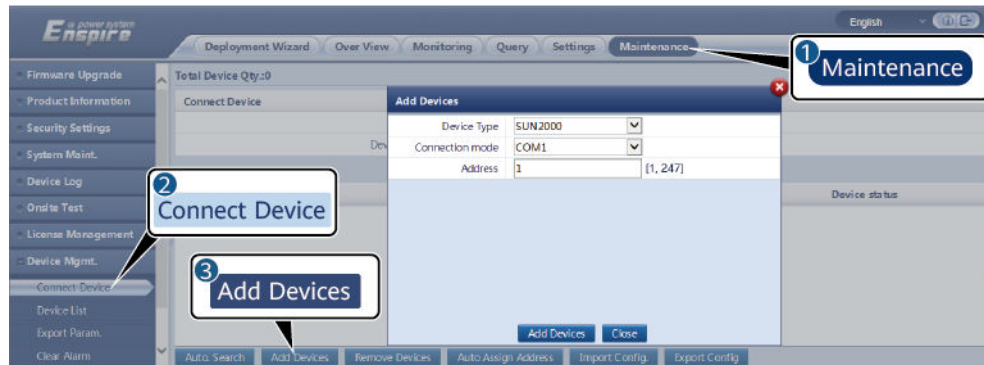 power system
Enspire
English
Deployment Wizard
Over View
Monitoring
Query
Settings
Maintenance
1
Maintenance
Firmware Upgrade
Product Information
Security Settings
System Maint.
Device Log
Onsite Test
License Management
Device Mgmt.
Connect Device
Device List
Export Param.
Clear Alarm
2
Connect Device
Total Device Qty.:0
Connect Device
Dev
Device status
Add Devices
Device Type SUN2000
Connection mode COM1
Address 1 [1, 247]
Add Devices Close
3
Add Devices
Auto. Search Add Devices Remove Devices Auto Assign Address Import Config. Export Config